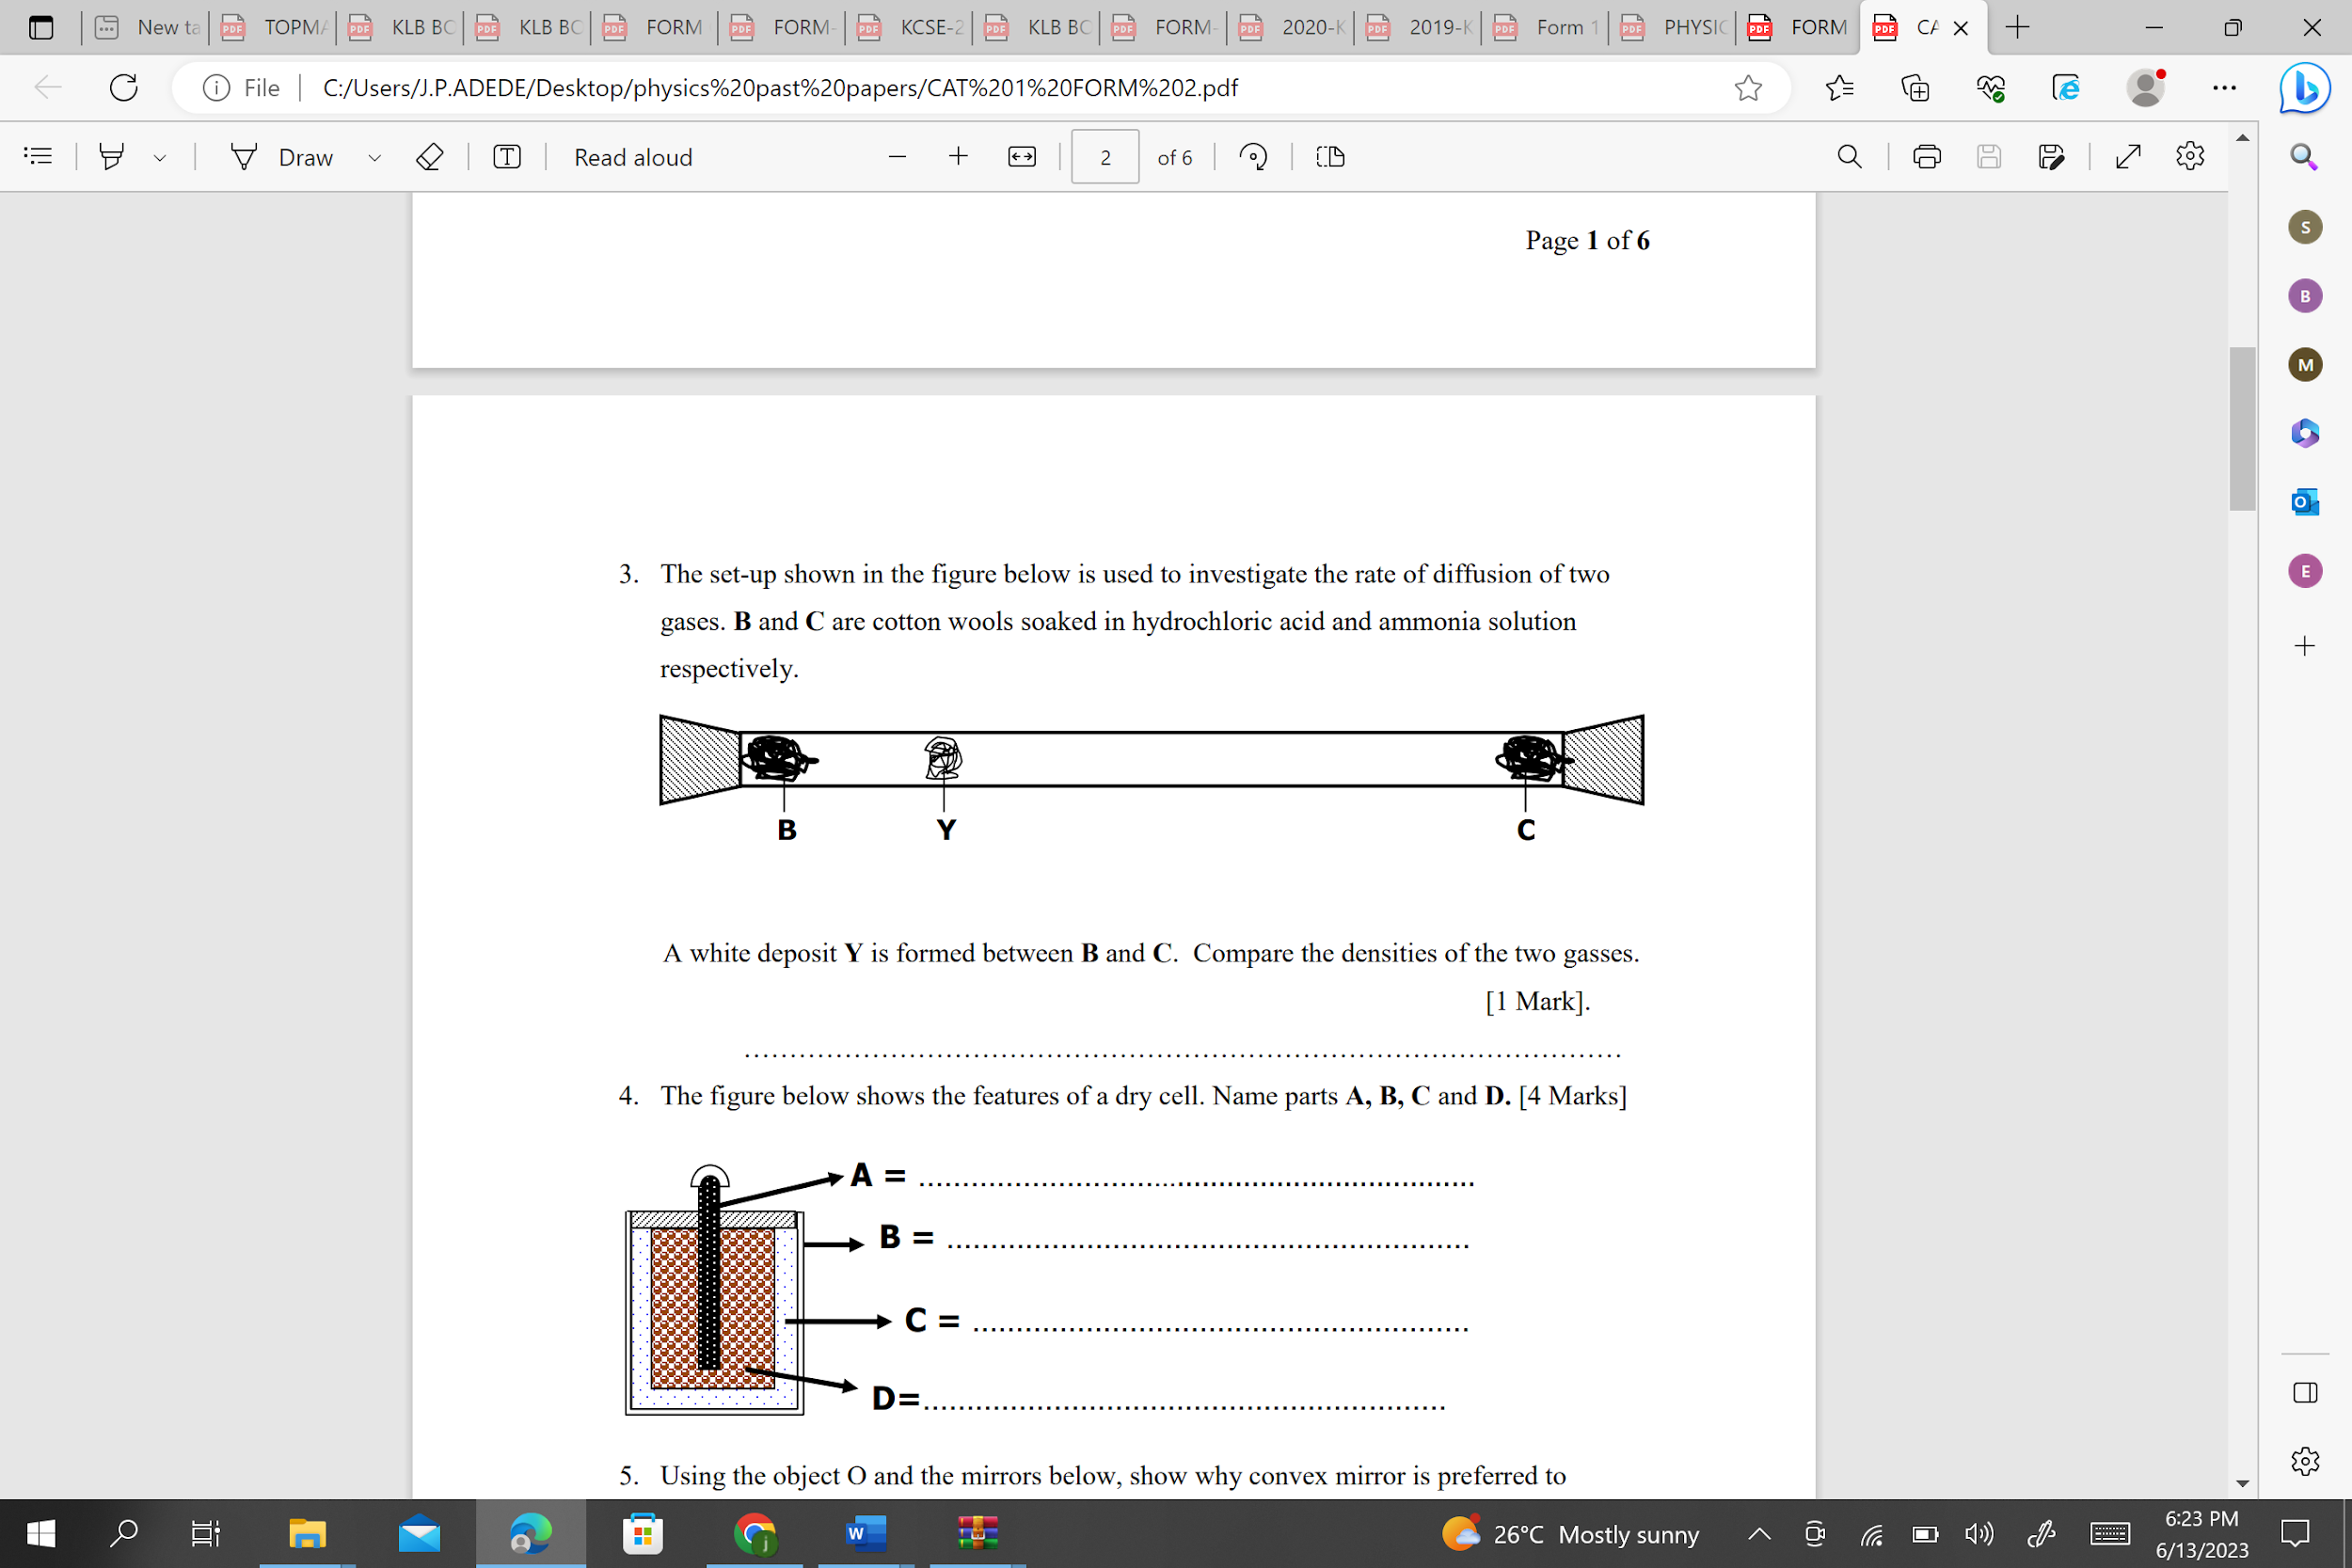 New ta
TOPMA
KLB BO
KLB BO
FORM
FORM-
KCSE-2
KLB BO
FORM-
2020-K
2019-K
Form 1
PHYSIC
FORM
CA
File
C:/Users/J.P.ADEDE/Desktop/physics%20past%20papers/CAT%201%20FORM%202.pdf
Draw
Read aloud
2
of 6
Page 1 of 6
3. The set-up shown in the figure below is used to investigate the rate of diffusion of two
gases. B and C are cotton wools soaked in hydrochloric acid and ammonia solution
respectively.
B Y C
A white deposit Y is formed between B and C. Compare the densities of the two gasses.
[1 Mark].
................................................................................................
4. The figure below shows the features of a dry cell. Name parts A, B, C and D. [4 Marks]
A = ................................................................
B = ............................................................
C = .........................................................
D=............................................................
5. Using the object O and the mirrors below, show why convex mirror is preferred to
S
B
M
E
26°C Mostly sunny
6:23 PM
6/13/2023